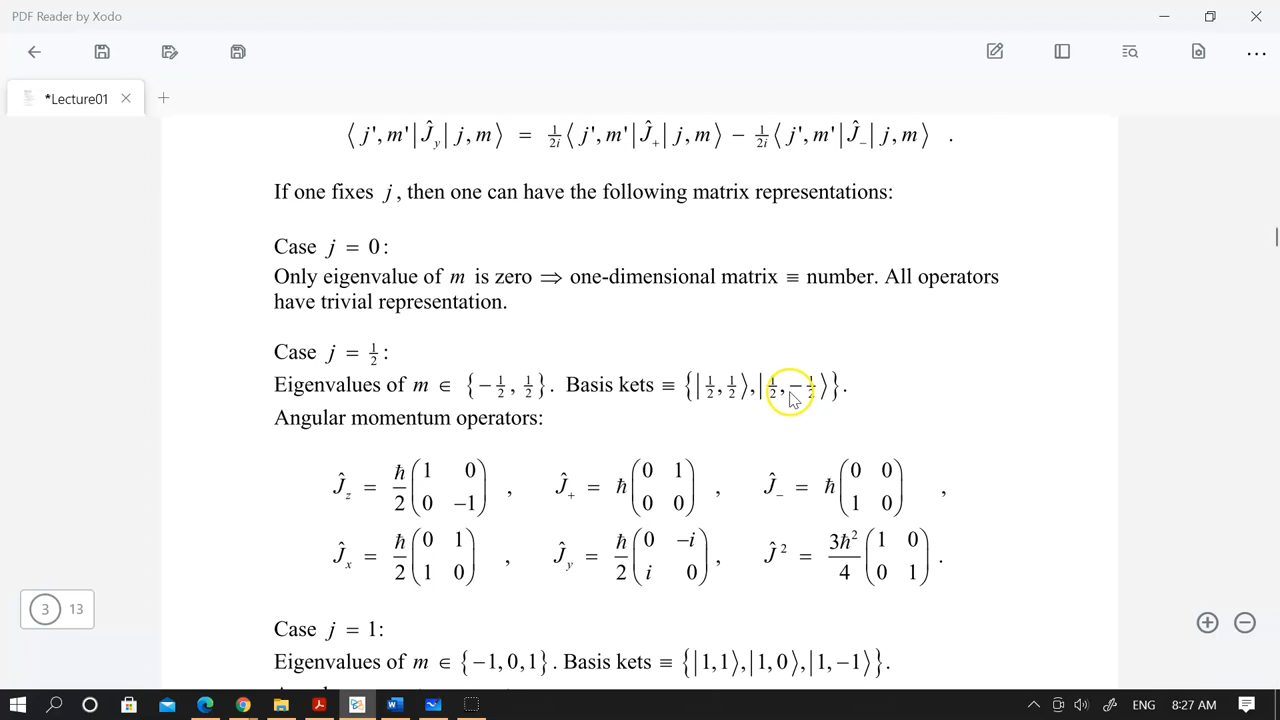 PDF Reader by Xodo
*Lecture01
⟨ j', m' | Ĵ_y | j, m ⟩ = 1/2i ⟨ j', m' | Ĵ_+ | j, m ⟩ − 1/2i ⟨ j', m' | Ĵ_− | j, m ⟩ .
If one fixes j, then one can have the following matrix representations:
Case j = 0:
Only eigenvalue of m is zero ⇒ one-dimensional matrix ≡ number. All operators
have trivial representation.
Case j = 1/2:
Eigenvalues of m ∈ {−1/2, 1/2}. Basis kets ≡ {|1/2, 1/2⟩, |1/2, −1/2⟩}.
Angular momentum operators:
Ĵ_z = ħ/2 (1 0; 0 −1) , Ĵ_+ = ħ (0 1; 0 0) , Ĵ_− = ħ (0 0; 1 0) ,
Ĵ_x = ħ/2 (0 1; 1 0) , Ĵ_y = ħ/2 (0 −i; i 0) , Ĵ² = 3ħ²/4 (1 0; 0 1) .
3 13
Case j = 1:
Eigenvalues of m ∈ {−1, 0, 1}. Basis kets ≡ {|1, 1⟩, |1, 0⟩, |1, −1⟩}.
ENG 8:27 AM